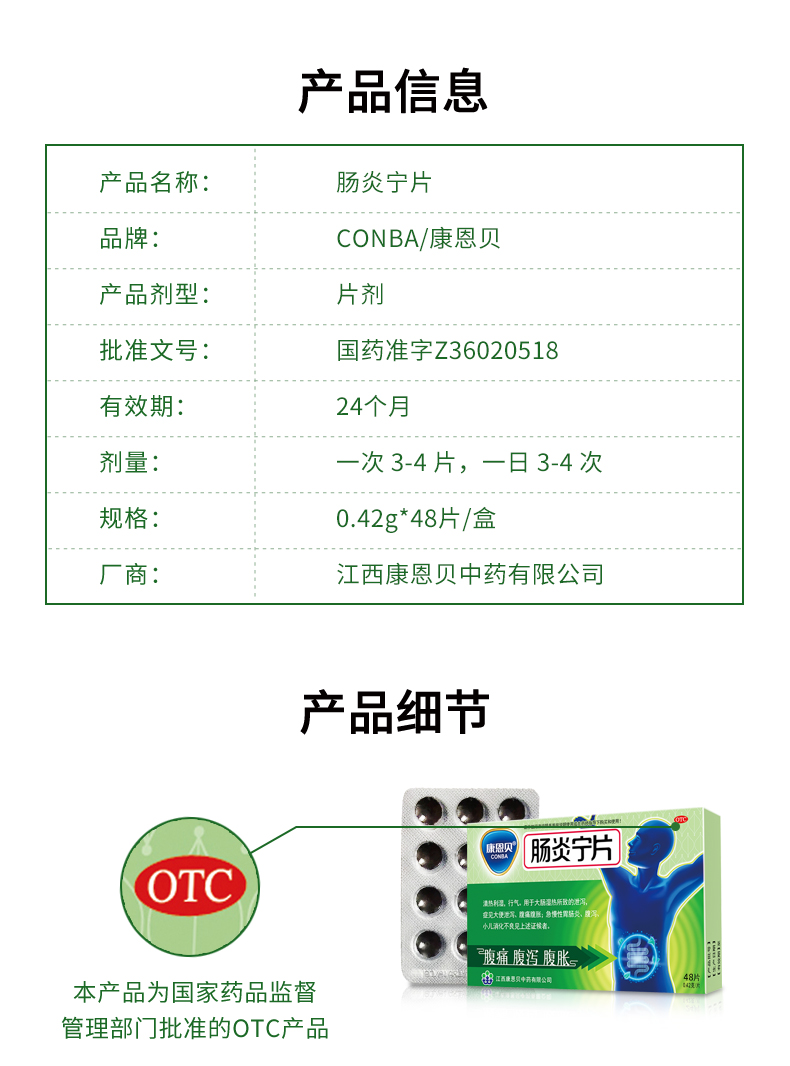 产品信息
产品名称： 肠炎宁片
品牌： CONBA/康恩贝
产品剂型： 片剂
批准文号： 国药准字Z36020518
有效期： 24个月
剂量： 一次 3-4 片，一日 3-4 次
规格： 0.42g*48片/盒
厂商： 江西康恩贝中药有限公司
产品细节
OTC
康恩贝®
CONBA
肠炎宁片
OTC
清热利湿，行气。用于大肠湿热所致的泄泻，
症见大便泄泻、腹痛腹胀；急慢性胃肠炎、腹泻、
小儿消化不良见上述证候者。
腹痛 腹泻 腹胀
江西康恩贝中药有限公司
48片
0.42克/片
本产品为国家药品监督
管理部门批准的OTC产品